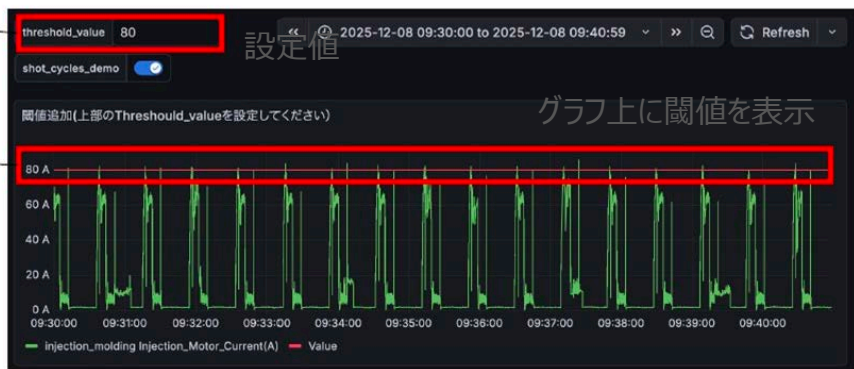 threshold_value 80
設定値
2025-12-08 09:30:00 to 2025-12-08 09:40:59
Refresh
shot_cycles_demo
グラフ上に閾値を表示
閾値追加(上部のThreshould_valueを設定してください)
80 A
60 A
40 A
20 A
0 A
09:30:00 09:31:00 09:32:00 09:33:00 09:34:00 09:35:00 09:36:00 09:37:00 09:38:00 09:39:00 09:40:00
injection_molding Injection_Motor_Current(A) Value